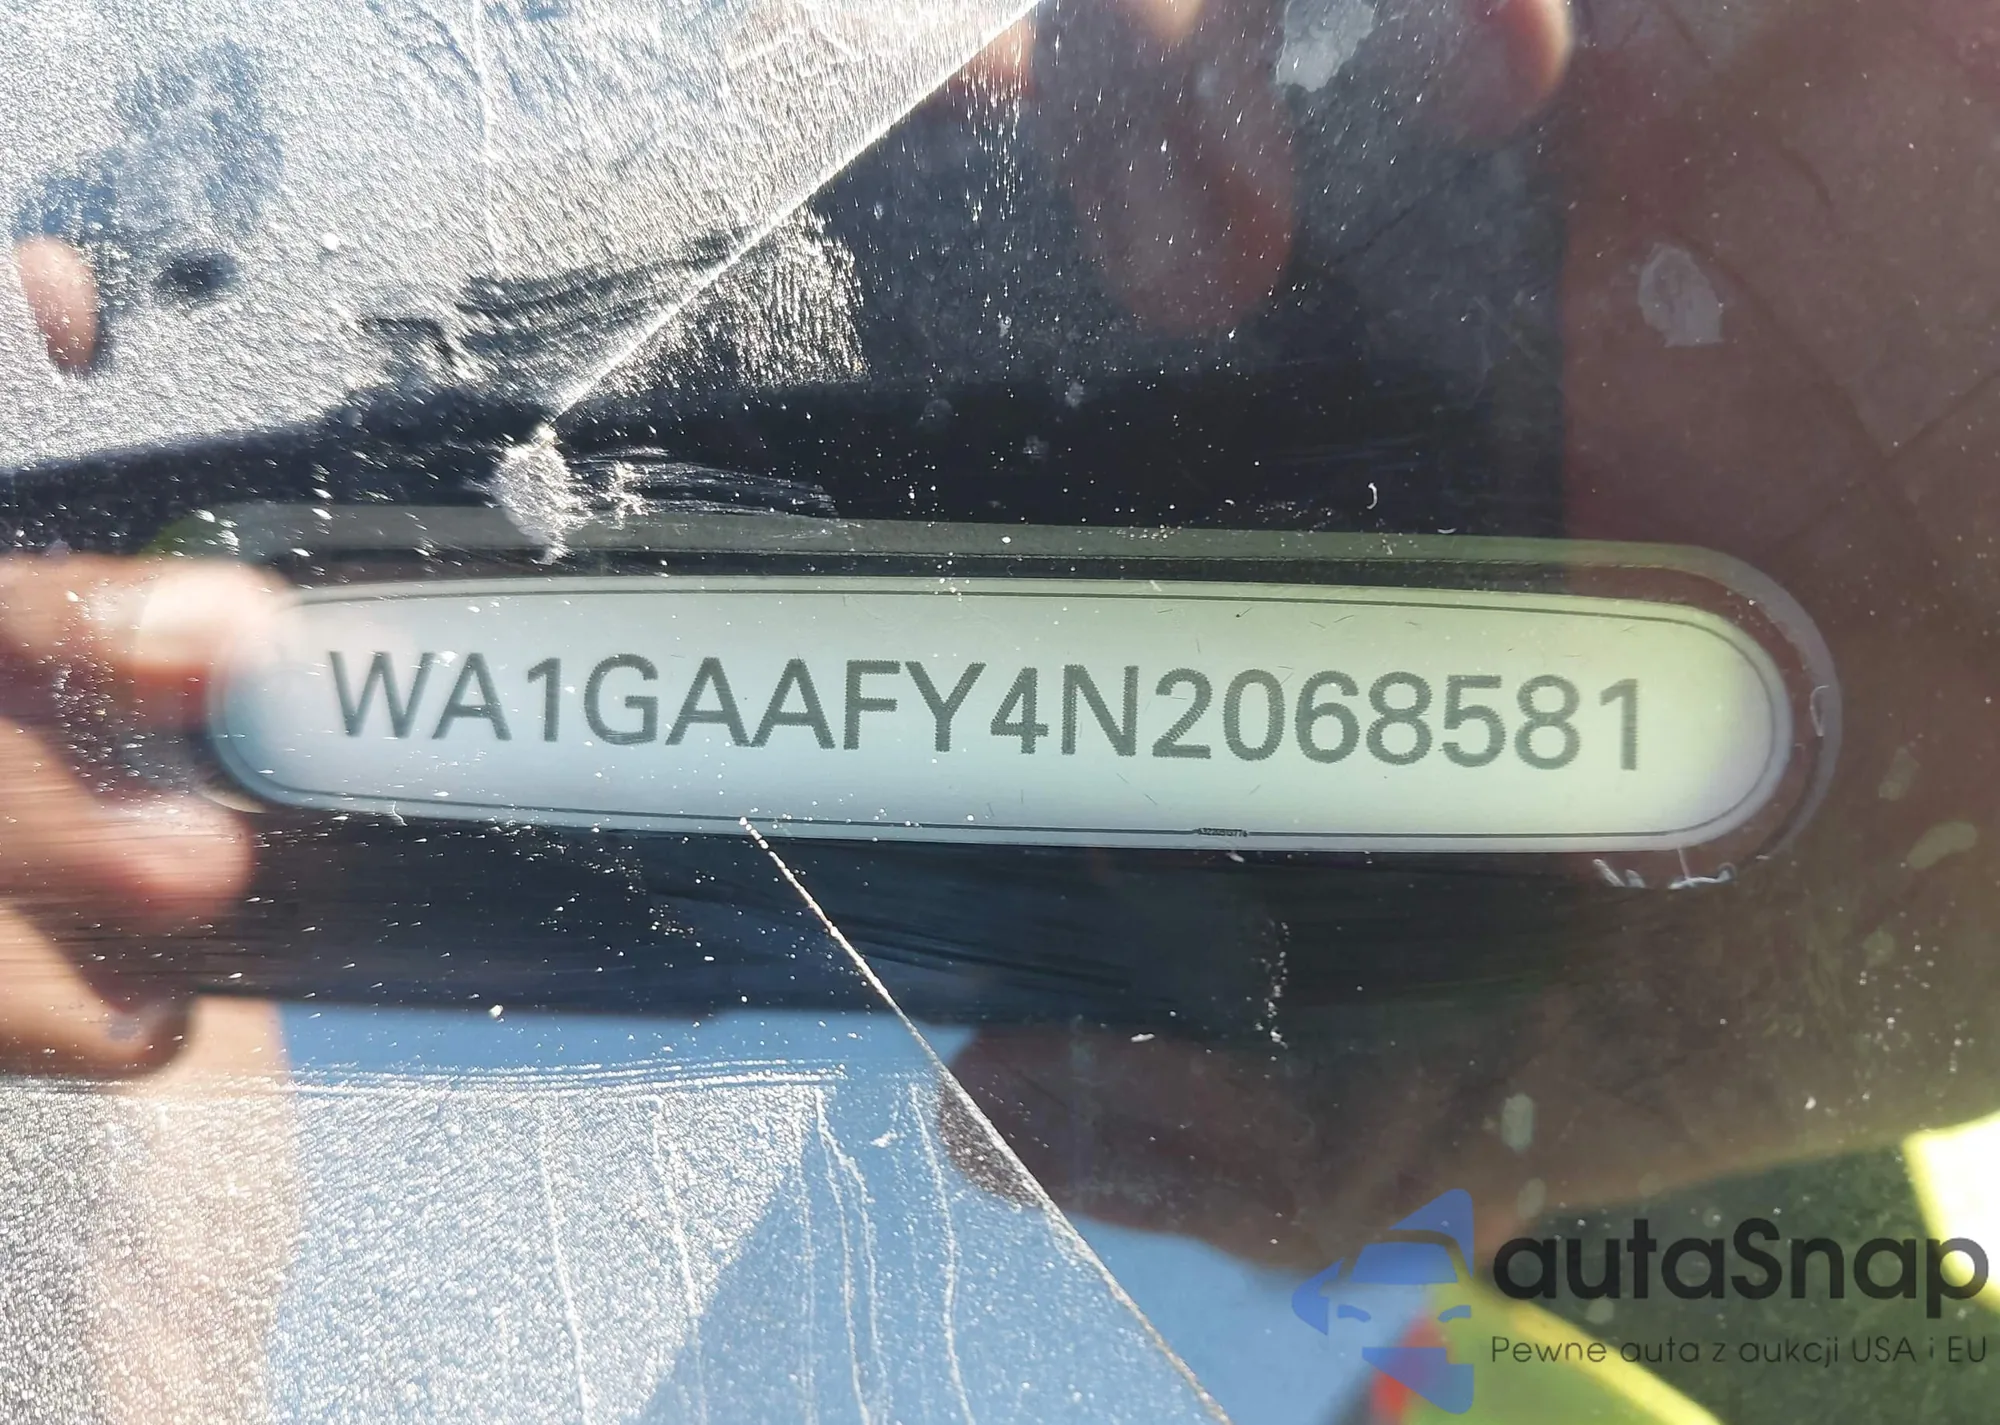 WA1GAAFY4N2068581
autaSnap
Pewne auta z aukcji USA i EU